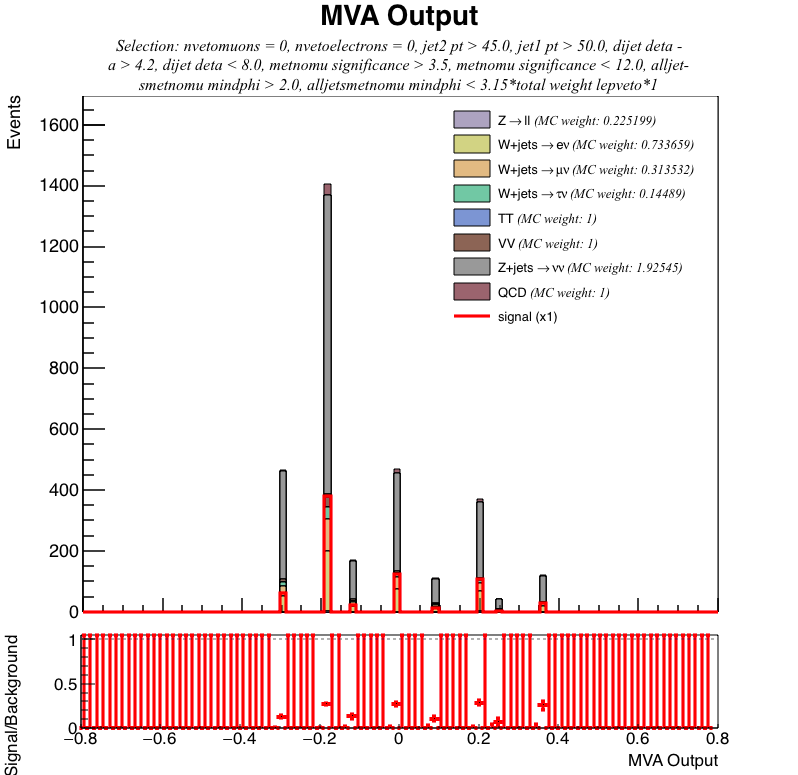 MVA Output
Selection: nvetomuons = 0, nvetoelectrons = 0, jet2 pt > 45.0, jet1 pt > 50.0, dijet deta -
a > 4.2, dijet deta < 8.0, metnomu significance > 3.5, metnomu significance < 12.0, alljet-
smetnomu mindphi > 2.0, alljetsmetnomu mindphi < 3.15*total weight lepveto*1
Events
1600
1400
1200
1000
800
600
400
200
0
Z→ll (MC weight: 0.225199)
W+jets →eν (MC weight: 0.733659)
W+jets →μν (MC weight: 0.313532)
W+jets →τν (MC weight: 0.14489)
TT (MC weight: 1)
VV (MC weight: 1)
Z+jets →νν (MC weight: 1.92545)
QCD (MC weight: 1)
signal (x1)
Signal/Background
1
0.5
0
−0.8 −0.6 −0.4 −0.2 0 0.2 0.4 0.6 0.8
MVA Output